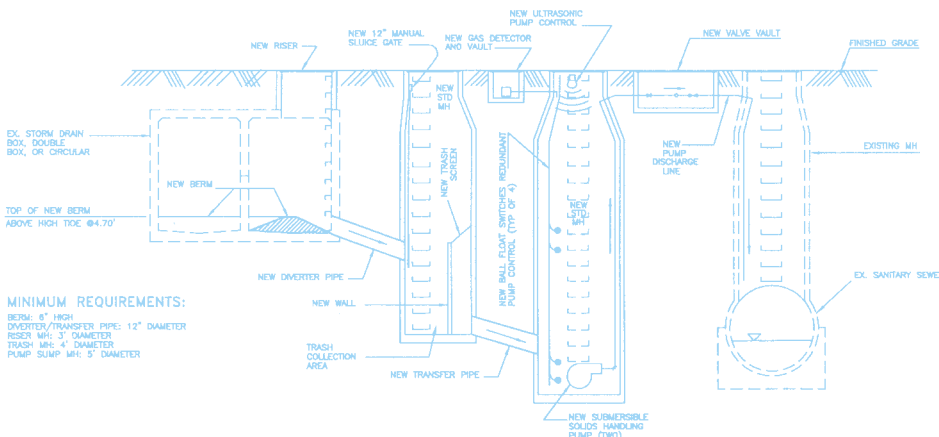 NEW RISER
NEW 12" MANUAL
SLUICE GATE
NEW GAS DETECTOR
AND VAULT
NEW ULTRASONIC
PUMP CONTROL
NEW VALVE VAULT
FINISHED GRADE
EX. STORM DRAIN
BOX, DOUBLE
BOX, OR CIRCULAR
NEW BERM
TOP OF NEW BERM
ABOVE HIGH TIDE @4.70'
NEW
STD
MH
NEW TRASH
SCREEN
NEW BALL FLOAT SWITCHES REDUNDANT
PUMP CONTROL (TYP OF 4)
NEW
STD
MH
NEW
PUMP
DISCHARGE
LINE
EXISTING MH
NEW DIVERTER PIPE
NEW WALL
EX. SANITARY SEWE
MINIMUM REQUIREMENTS:
BERM: 6" HIGH
DIVERTER/TRANSFER PIPE: 12" DIAMETER
RISER MH: 3' DIAMETER
TRASH MH: 4' DIAMETER
PUMP SUMP MH: 5' DIAMETER
TRASH
COLLECTION
AREA
NEW TRANSFER PIPE
NEW SUBMERSIBLE
SOLIDS HANDLING
PUMP (TWO)